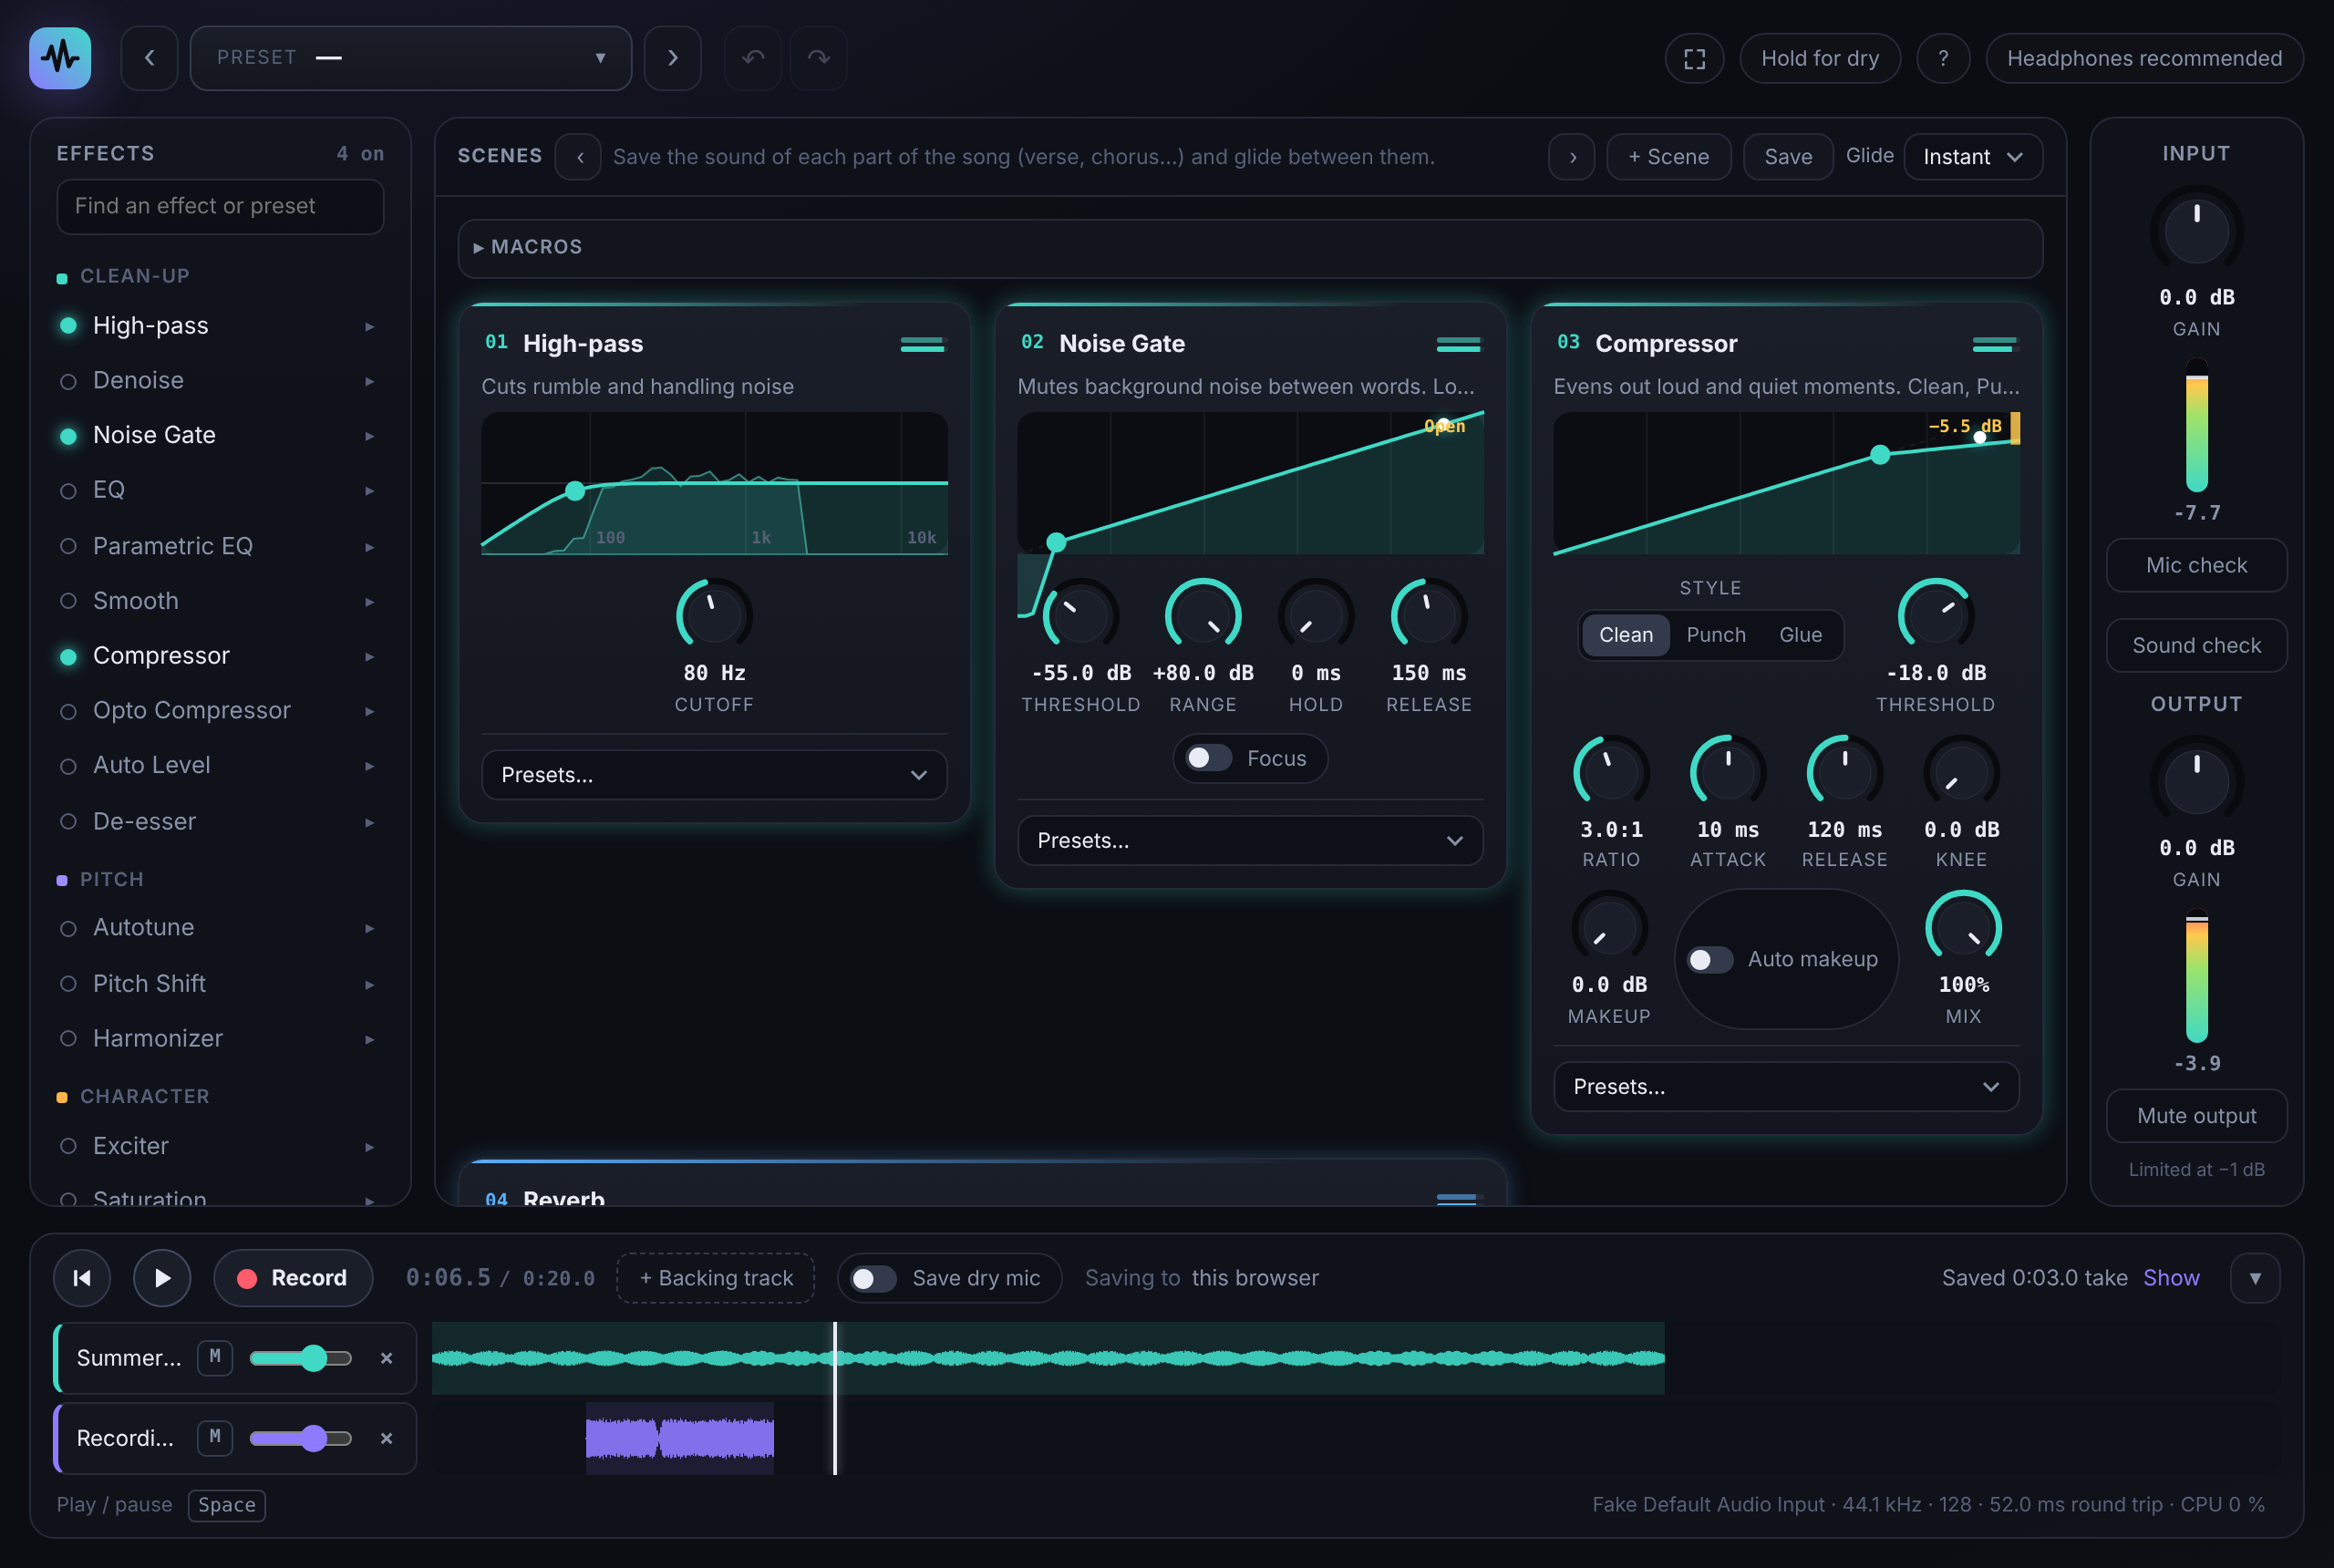 PRESET —
Hold for dry
?
Headphones recommended
EFFECTS 4 on
Find an effect or preset
CLEAN-UP
High-pass
Denoise
Noise Gate
EQ
Parametric EQ
Smooth
Compressor
Opto Compressor
Auto Level
De-esser
PITCH
Autotune
Pitch Shift
Harmonizer
CHARACTER
Exciter
Saturation
SCENES
Save the sound of each part of the song (verse, chorus...) and glide between them.
+ Scene
Save
Glide
Instant
MACROS
01 High-pass
Cuts rumble and handling noise
100 1k 10k
80 Hz
CUTOFF
Presets...
02 Noise Gate
Mutes background noise between words. Lo...
Open
-55.0 dB +80.0 dB 0 ms 150 ms
THRESHOLD RANGE HOLD RELEASE
Focus
Presets...
03 Compressor
Evens out loud and quiet moments. Clean, Pu...
−5.5 dB
STYLE
Clean Punch Glue
-18.0 dB
THRESHOLD
3.0:1 10 ms 120 ms 0.0 dB
RATIO ATTACK RELEASE KNEE
Auto makeup
0.0 dB 100%
MAKEUP MIX
Presets...
04 Reverb
INPUT
0.0 dB
GAIN
-7.7
Mic check
Sound check
OUTPUT
0.0 dB
GAIN
-3.9
Mute output
Limited at −1 dB
Record
0:06.5 / 0:20.0
+ Backing track
Save dry mic
Saving to this browser
Saved 0:03.0 take Show
Summer... M ×
Recordi... M ×
Play / pause Space
Fake Default Audio Input · 44.1 kHz · 128 · 52.0 ms round trip · CPU 0 %